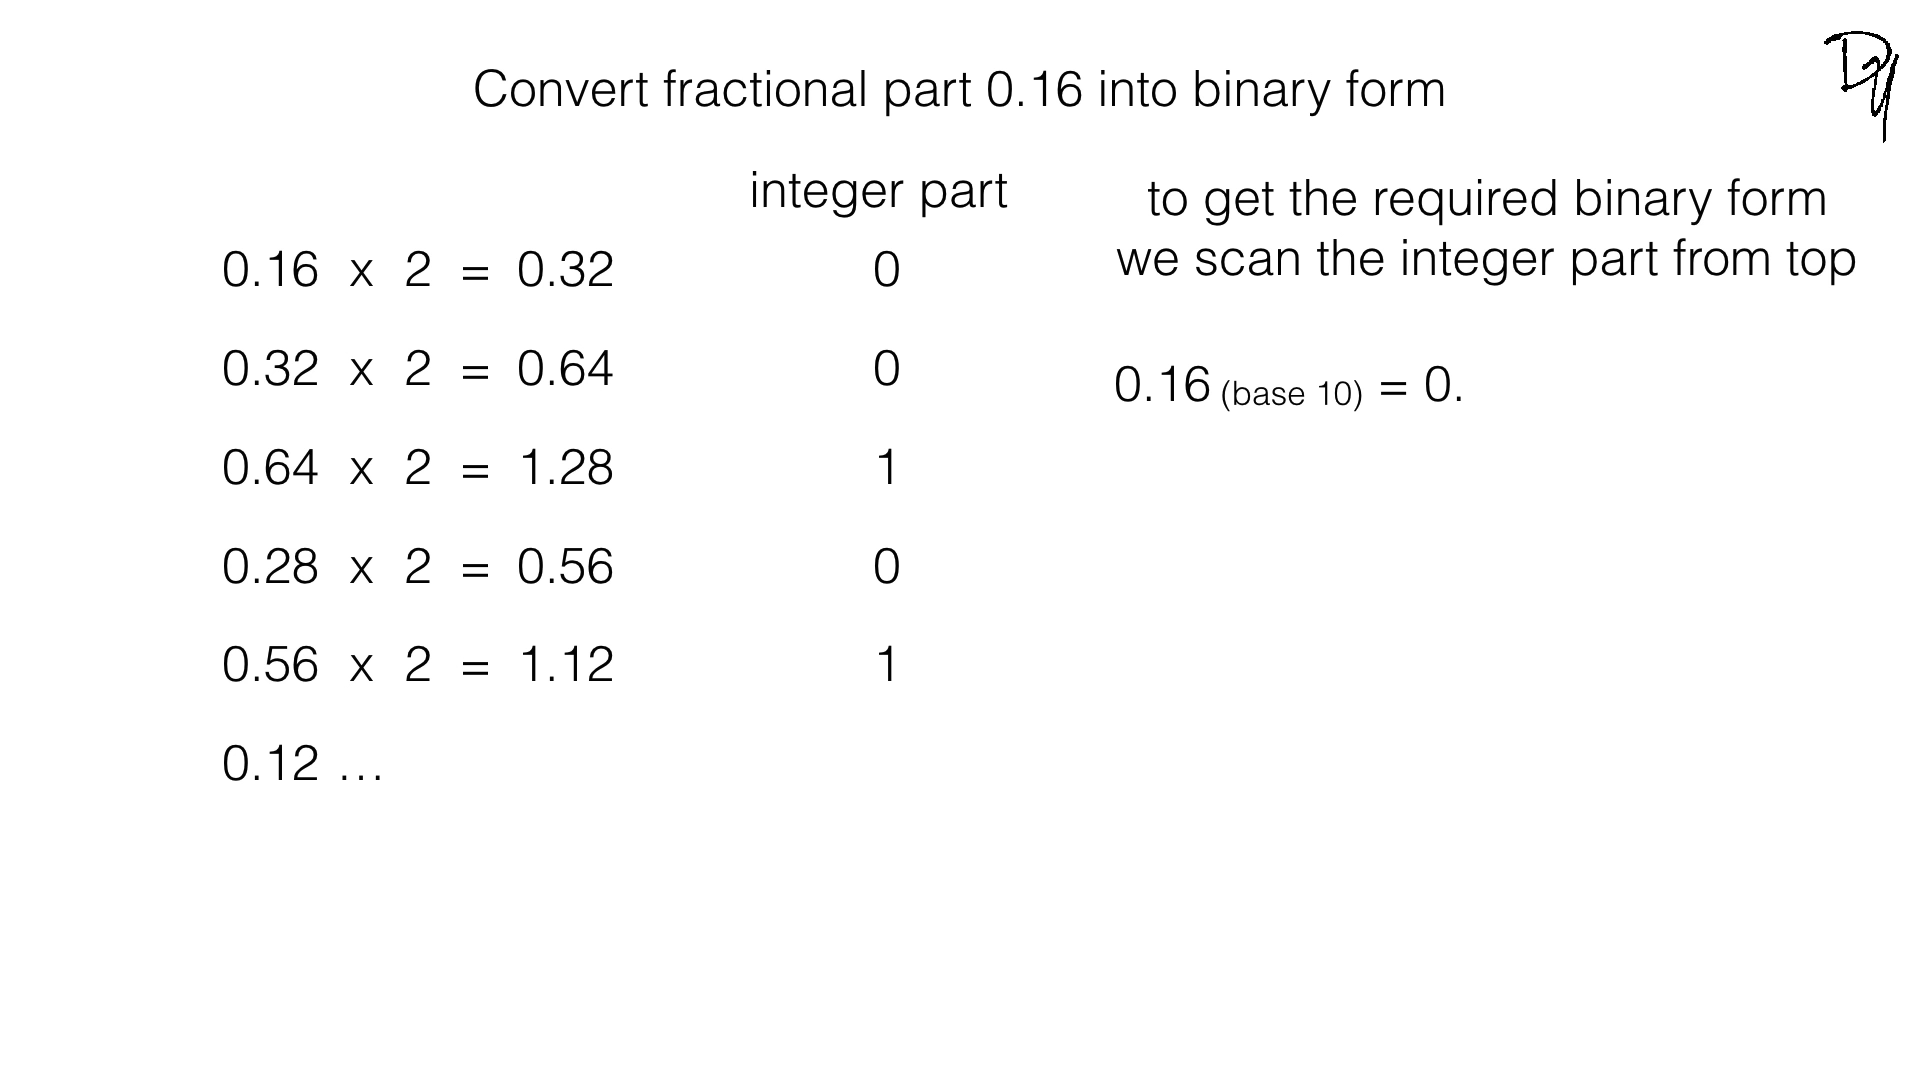 Convert fractional part 0.16 into binary form
integer part
0.16 x 2 = 0.32 0
0.32 x 2 = 0.64 0
0.64 x 2 = 1.28 1
0.28 x 2 = 0.56 0
0.56 x 2 = 1.12 1
0.12 ...
to get the required binary form
we scan the integer part from top
0.16 (base 10) = 0.